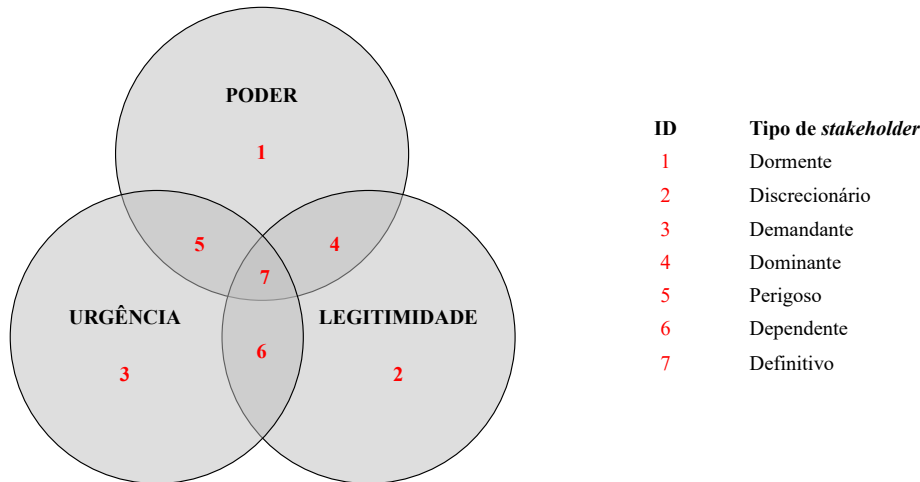 PODER
1
5
4
7
URGÊNCIA
LEGITIMIDADE
6
3
2
ID Tipo de stakeholder
1 Dormente
2 Discrecionário
3 Demandante
4 Dominante
5 Perigoso
6 Dependente
7 Definitivo